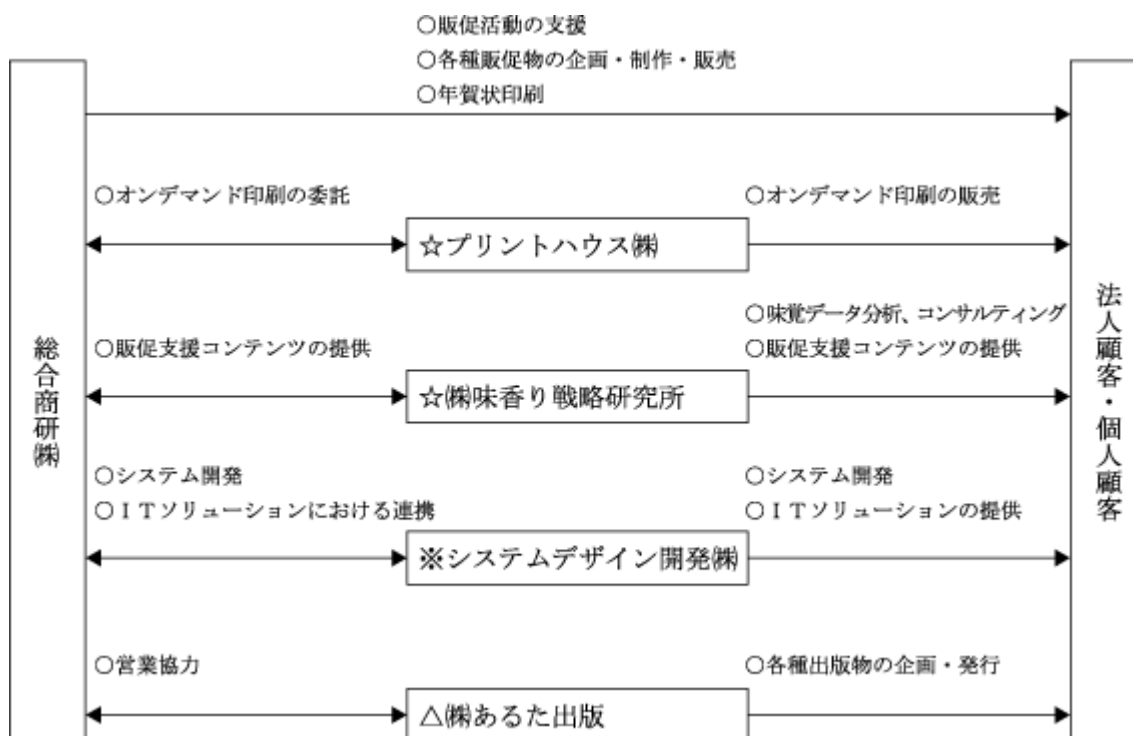 ○販促活動の支援
○各種販促物の企画・制作・販売
○年賀状印刷
総合商研㈱
法人顧客・個人顧客
○オンデマンド印刷の委託
○オンデマンド印刷の販売
☆プリントハウス㈱
○味覚データ分析、コンサルティング
○販促支援コンテンツの提供
○販促支援コンテンツの提供
☆㈱味香り戦略研究所
○システム開発
○システム開発
○ＩＴソリューションにおける連携
○ＩＴソリューションの提供
※システムデザイン開発㈱
○営業協力
○各種出版物の企画・発行
△㈱あるた出版